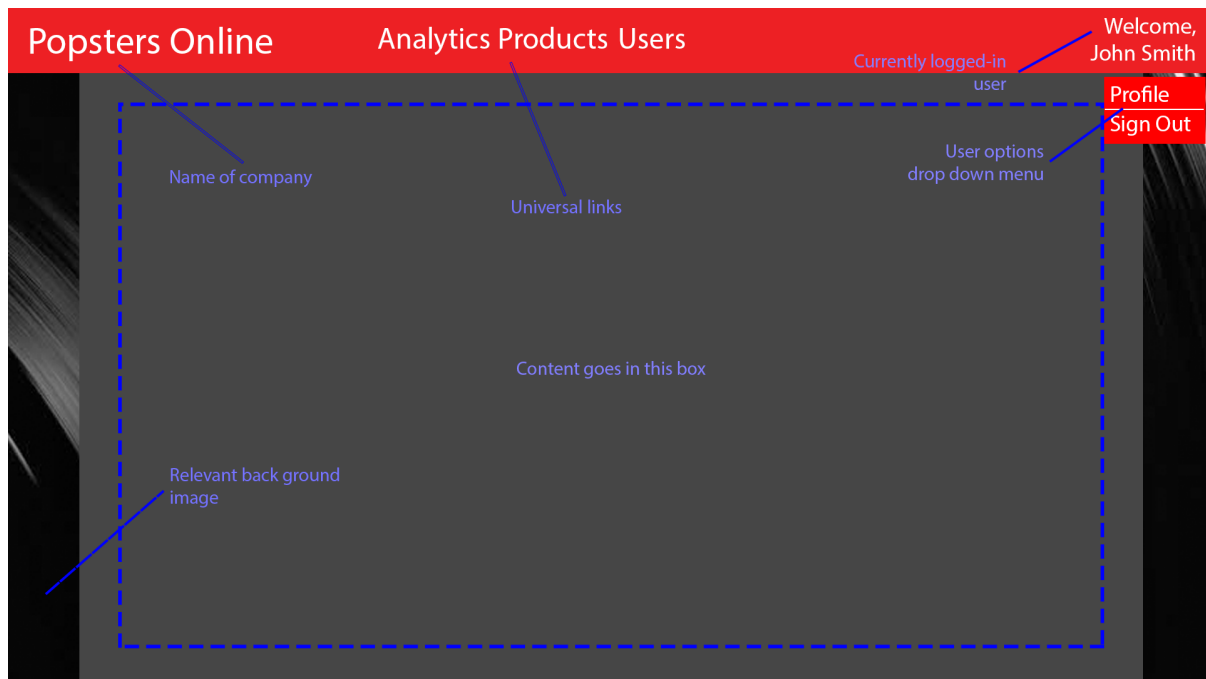 Popsters Online
Analytics Products Users
Welcome,
John Smith
Currently logged-in
user
Profile
Sign Out
User options
drop down menu
Name of company
Universal links
Content goes in this box
Relevant back ground
image